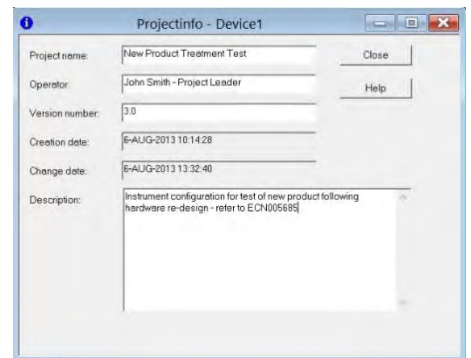 Projectinfo - Device1
Project name: New Product Treatment Test Close
Operator: John Smith - Project Leader Help
Version number: 3.0
Creation date: 6-AUG-2013 10:14:28
Change date: 6-AUG-2013 13:32:40
Description: Instrument configuration for test of new product following
hardware re-design - refer to ECN005685